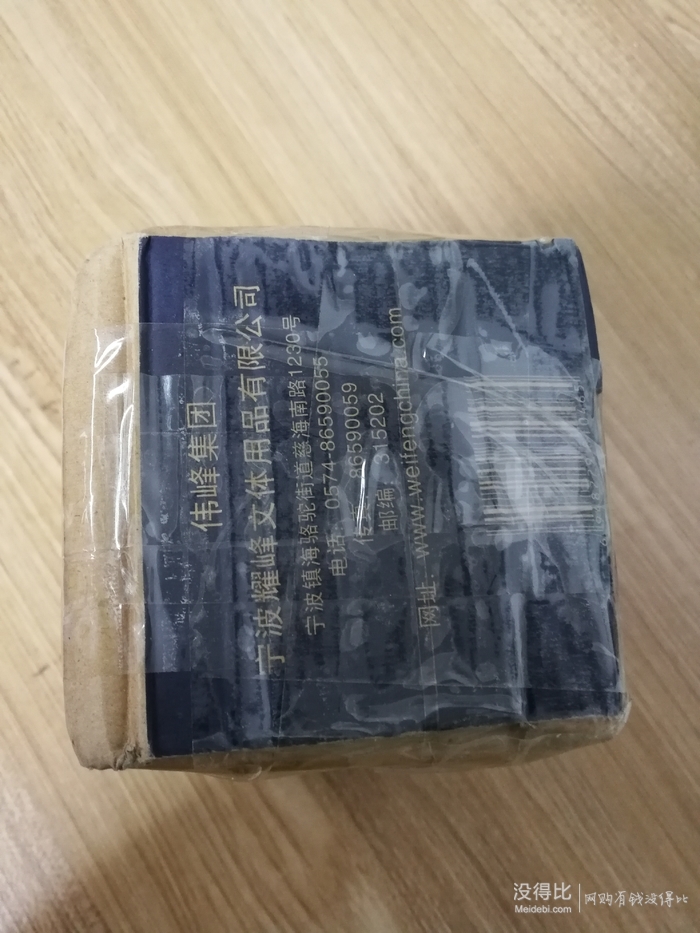 伟峰集团
宁波耀峰文体用品有限公司
宁波镇海骆驼街道慈海南路1230号
电话: 0574-86590055
传真: 86590059
邮编: 315202
网址: www.weifengchina.com
没得比
Meidebi.com
网购有钱没得比